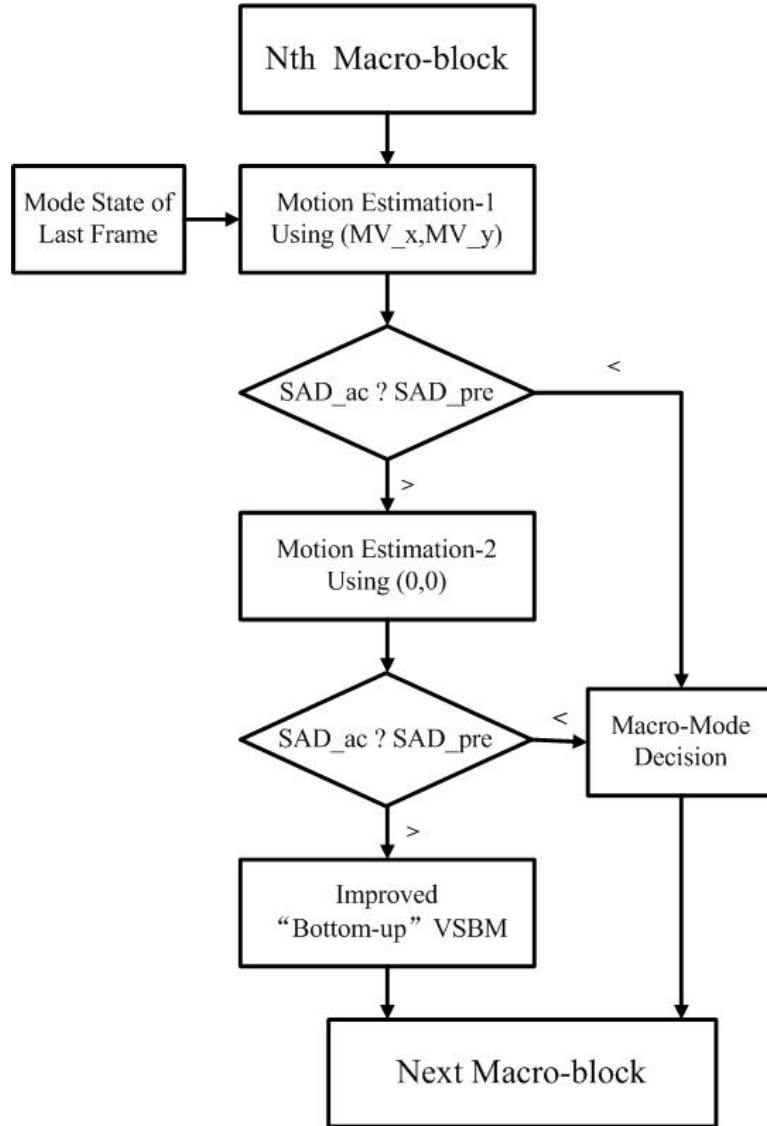 Nth Macro-block
Mode State of
Last Frame
Motion Estimation-1
Using (MV_x,MV_y)
SAD_ac ? SAD_pre
<
>
Motion Estimation-2
Using (0,0)
SAD_ac ? SAD_pre
<
Macro-Mode
Decision
>
Improved
“Bottom-up” VSBM
Next Macro-block